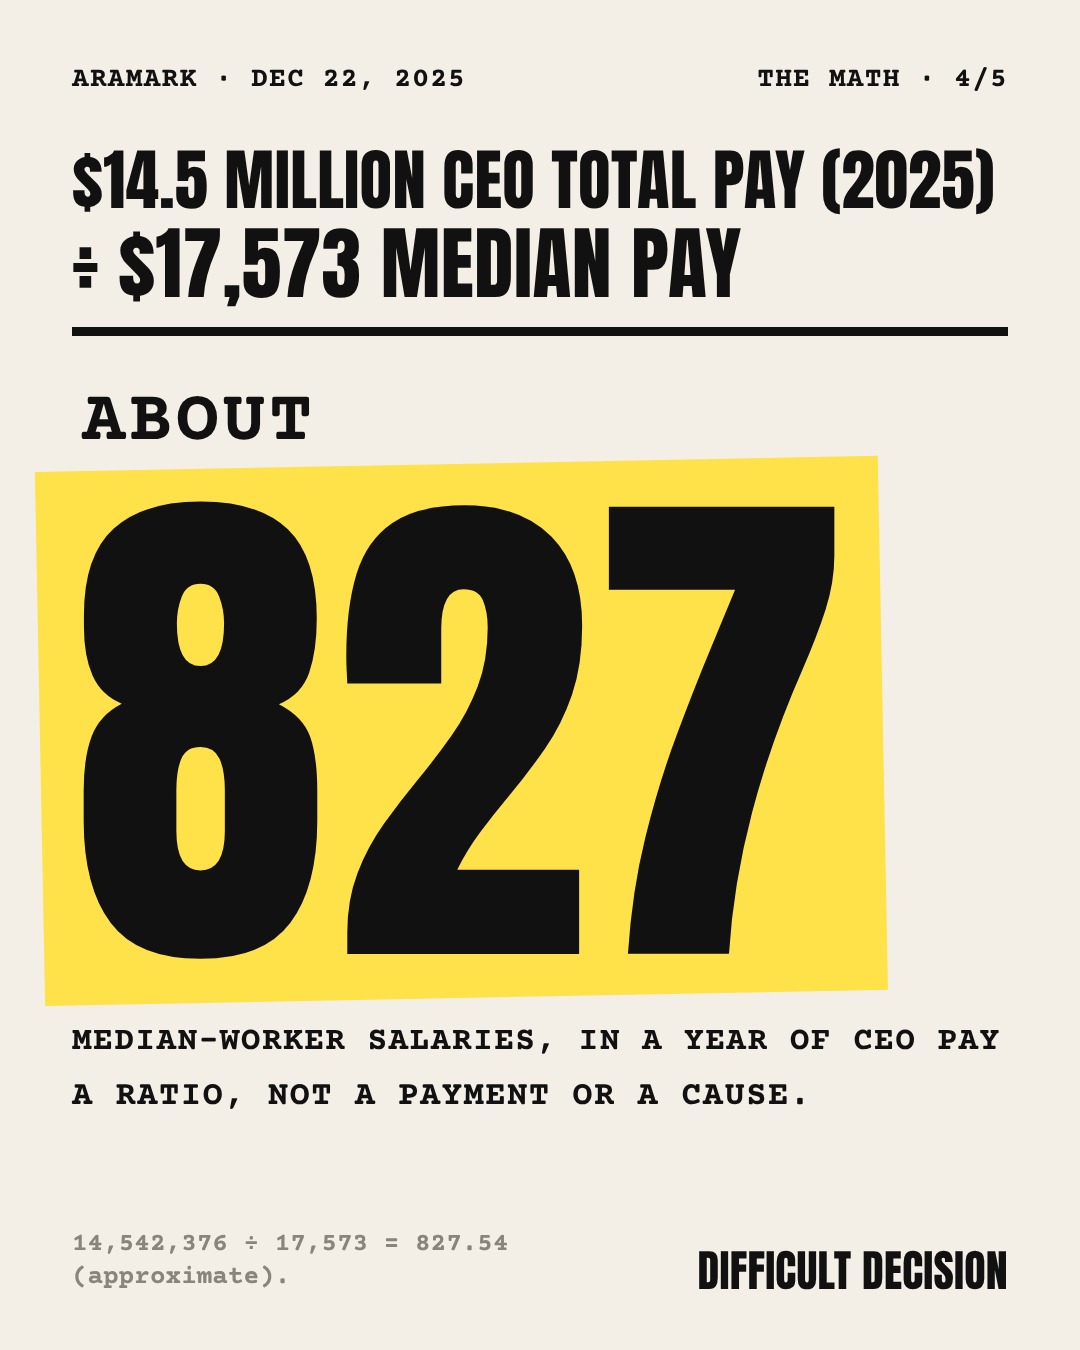 ARAMARK · DEC 22, 2025
THE MATH · 4/5
$14.5 MILLION CEO TOTAL PAY (2025)
÷ $17,573 MEDIAN PAY
ABOUT
827
MEDIAN-WORKER SALARIES, IN A YEAR OF CEO PAY
A RATIO, NOT A PAYMENT OR A CAUSE.
14,542,376 ÷ 17,573 = 827.54
(approximate).
DIFFICULT DECISION